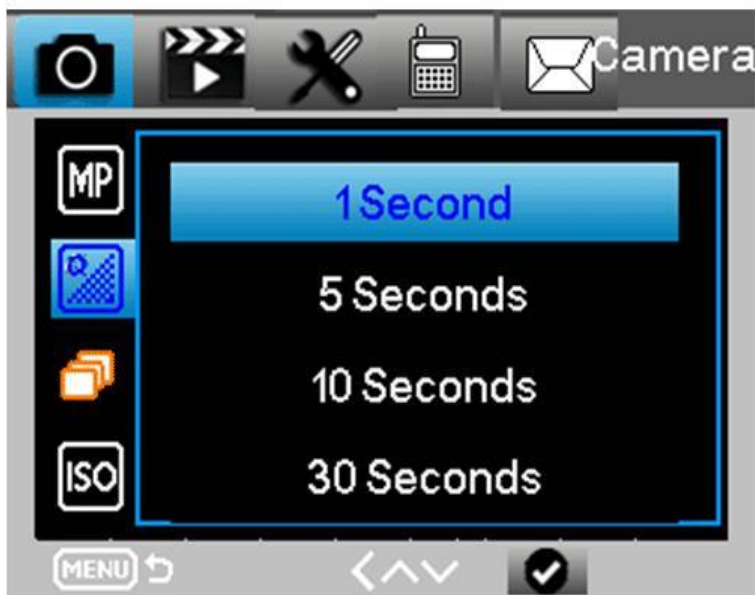 Camera
MP
1 Second
Q
5 Seconds
10 Seconds
ISO
30 Seconds
MENU